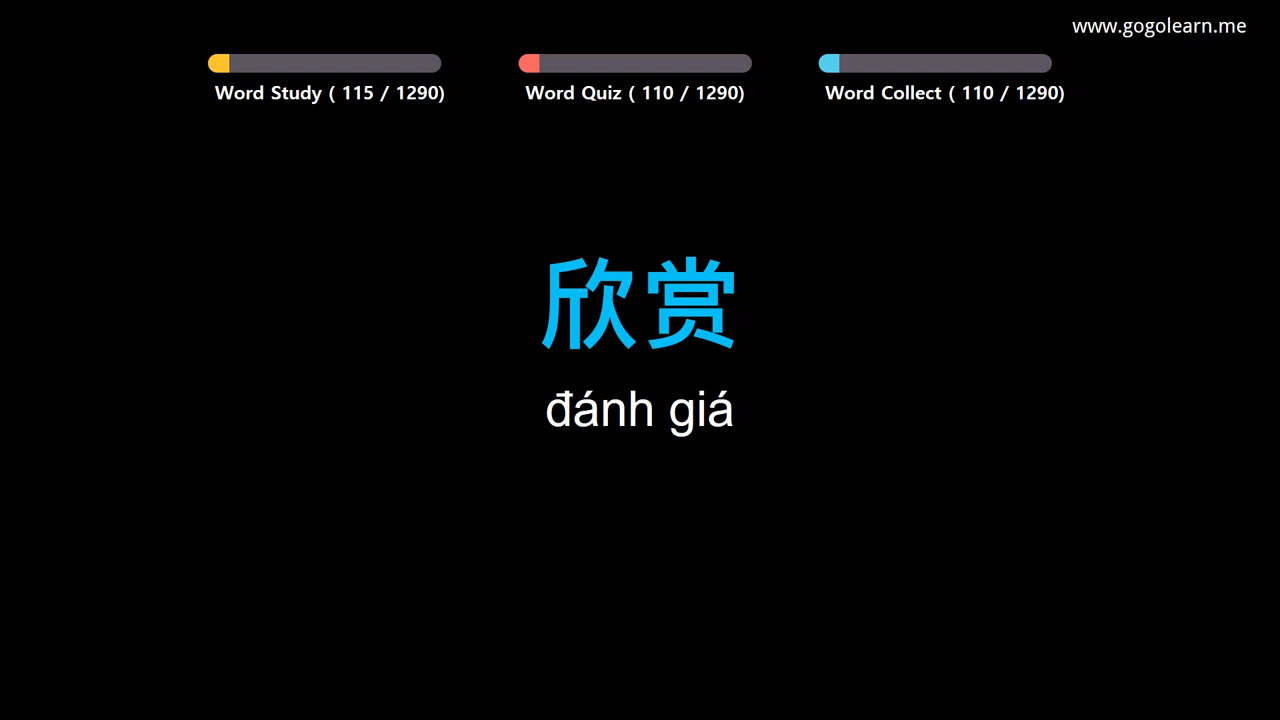 www.gogolearn.me
Word Study ( 115 / 1290)
Word Quiz ( 110 / 1290)
Word Collect ( 110 / 1290)
欣赏
đánh giá